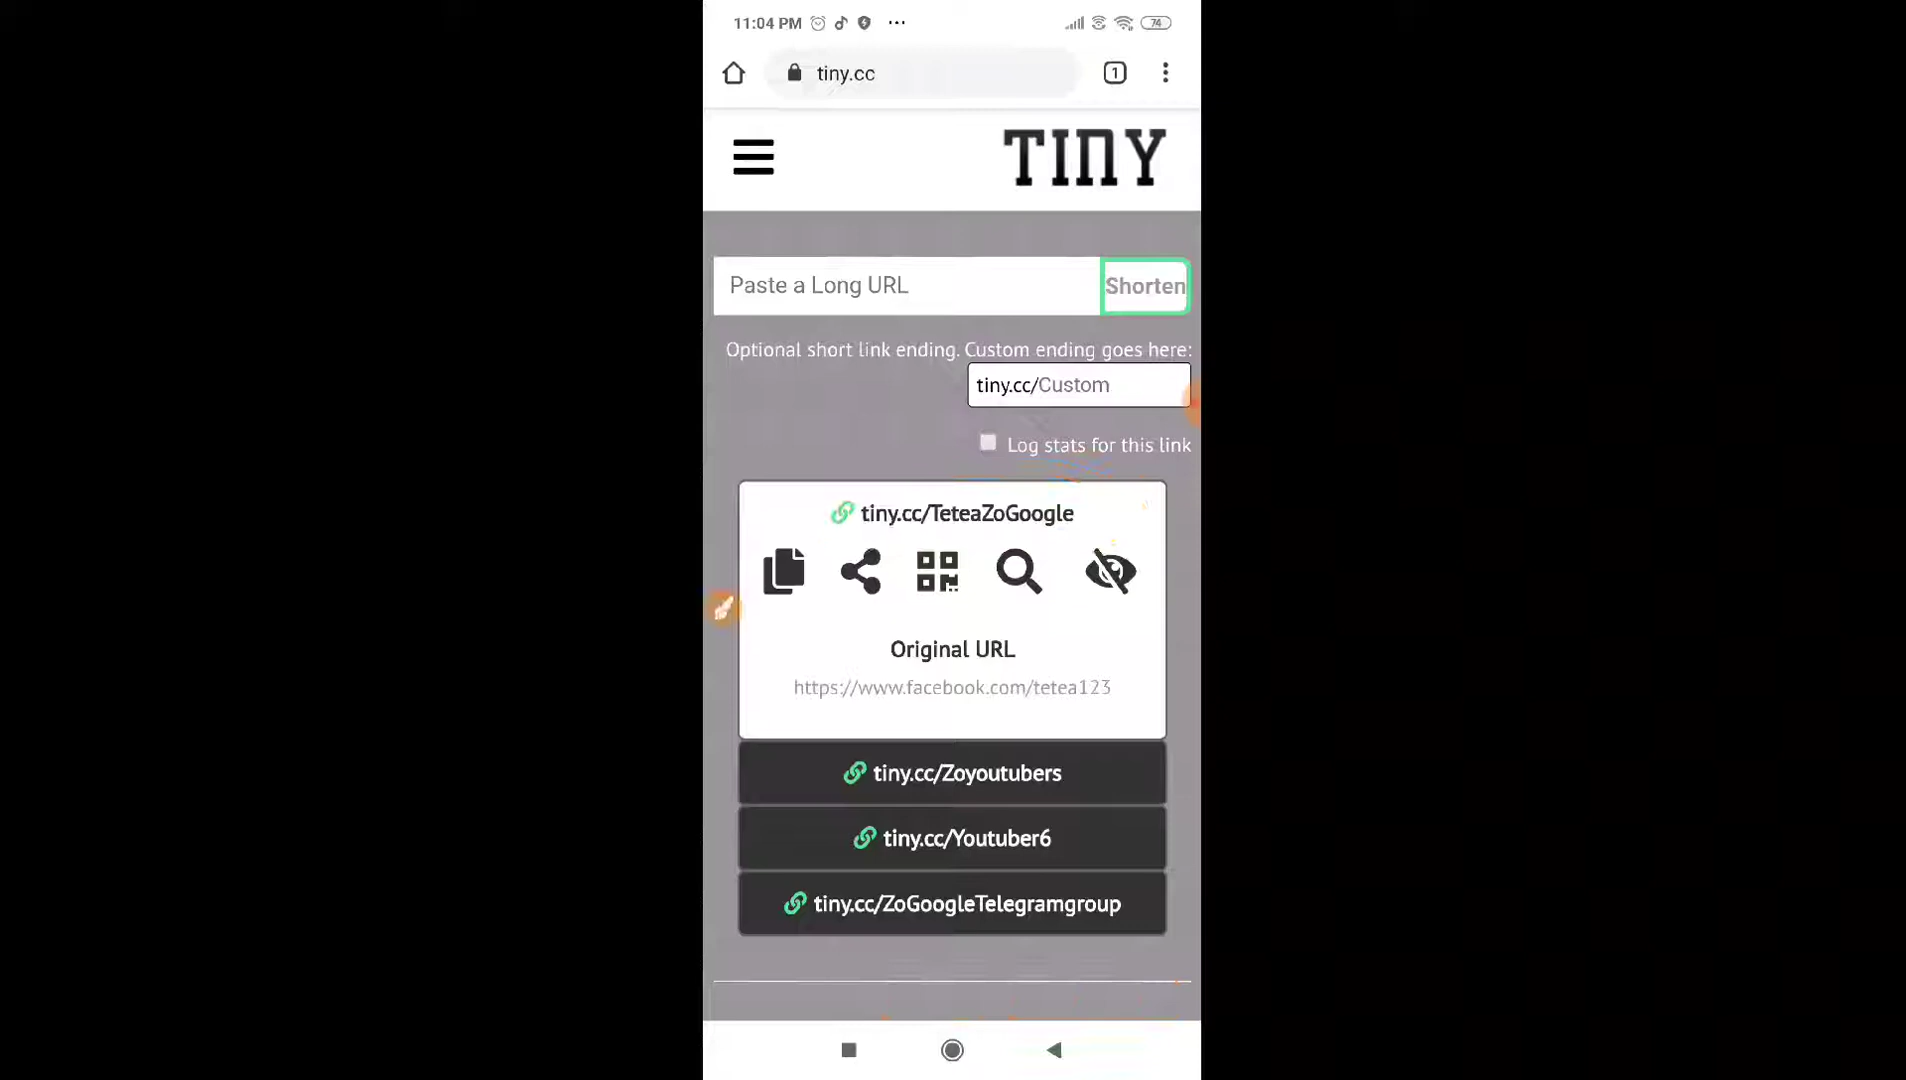 11:04 PM
74
tiny.cc
1
TINY
Paste a Long URL
Shorten
Optional short link ending. Custom ending goes here:
tiny.cc/Custom
Log stats for this link
tiny.cc/TeteaZoGoogle
Original URL
https://www.facebook.com/tetea123
tiny.cc/Zoyoutubers
tiny.cc/Youtuber6
tiny.cc/ZoGoogleTelegramgroup